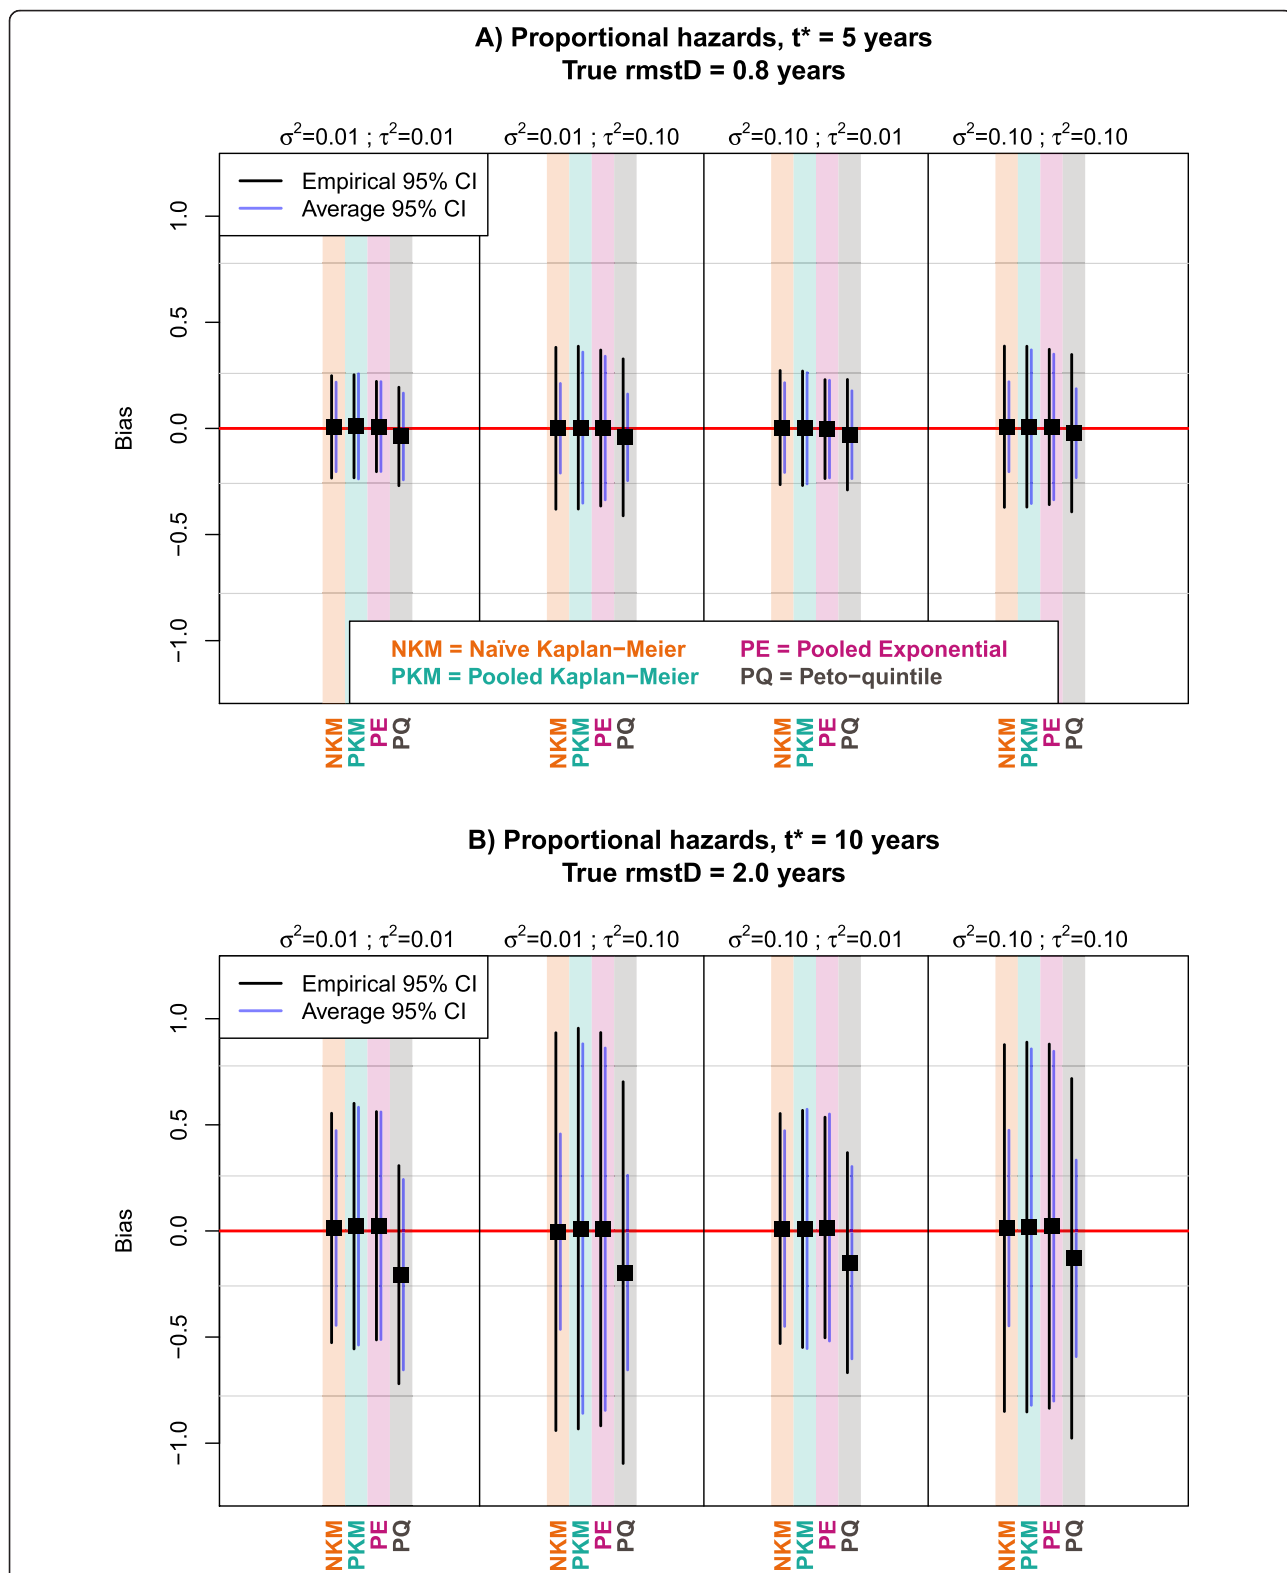 A) Proportional hazards, t* = 5 years
True rmstD = 0.8 years
σ²=0.01 ; τ²=0.01
σ²=0.01 ; τ²=0.10
σ²=0.10 ; τ²=0.01
σ²=0.10 ; τ²=0.10
Empirical 95% CI
Average 95% CI
Bias
1.0
0.5
0.0
−0.5
−1.0
NKM = Naïve Kaplan−Meier
PKM = Pooled Kaplan−Meier
PE = Pooled Exponential
PQ = Peto−quintile
NKM
PKM
PE
PQ
NKM
PKM
PE
PQ
NKM
PKM
PE
PQ
NKM
PKM
PE
PQ
B) Proportional hazards, t* = 10 years
True rmstD = 2.0 years
σ²=0.01 ; τ²=0.01
σ²=0.01 ; τ²=0.10
σ²=0.10 ; τ²=0.01
σ²=0.10 ; τ²=0.10
Empirical 95% CI
Average 95% CI
Bias
1.0
0.5
0.0
−0.5
−1.0
NKM
PKM
PE
PQ
NKM
PKM
PE
PQ
NKM
PKM
PE
PQ
NKM
PKM
PE
PQ